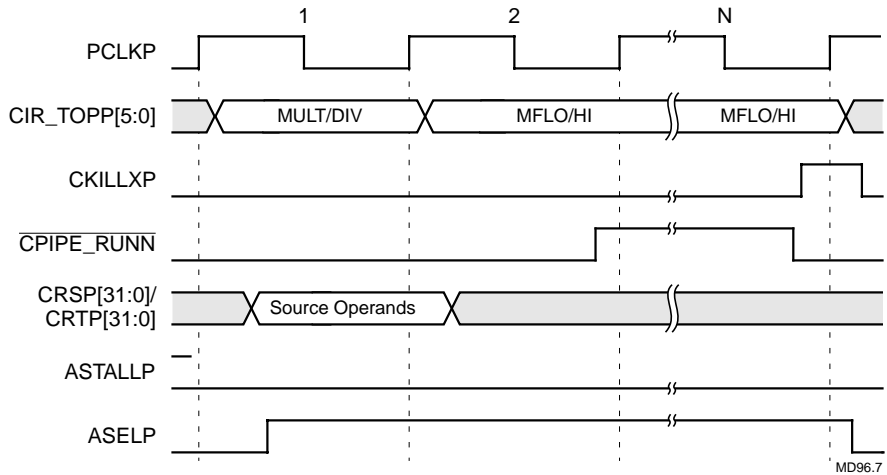 1 2 N
PCLKP
CIR_TOPP[5:0] MULT/DIV MFLO/HI MFLO/HI
CKILLXP
CPIPE_RUNN
CRSP[31:0]/
CRTP[31:0]
Source Operands
ASTALLP
ASELP
MD96.7